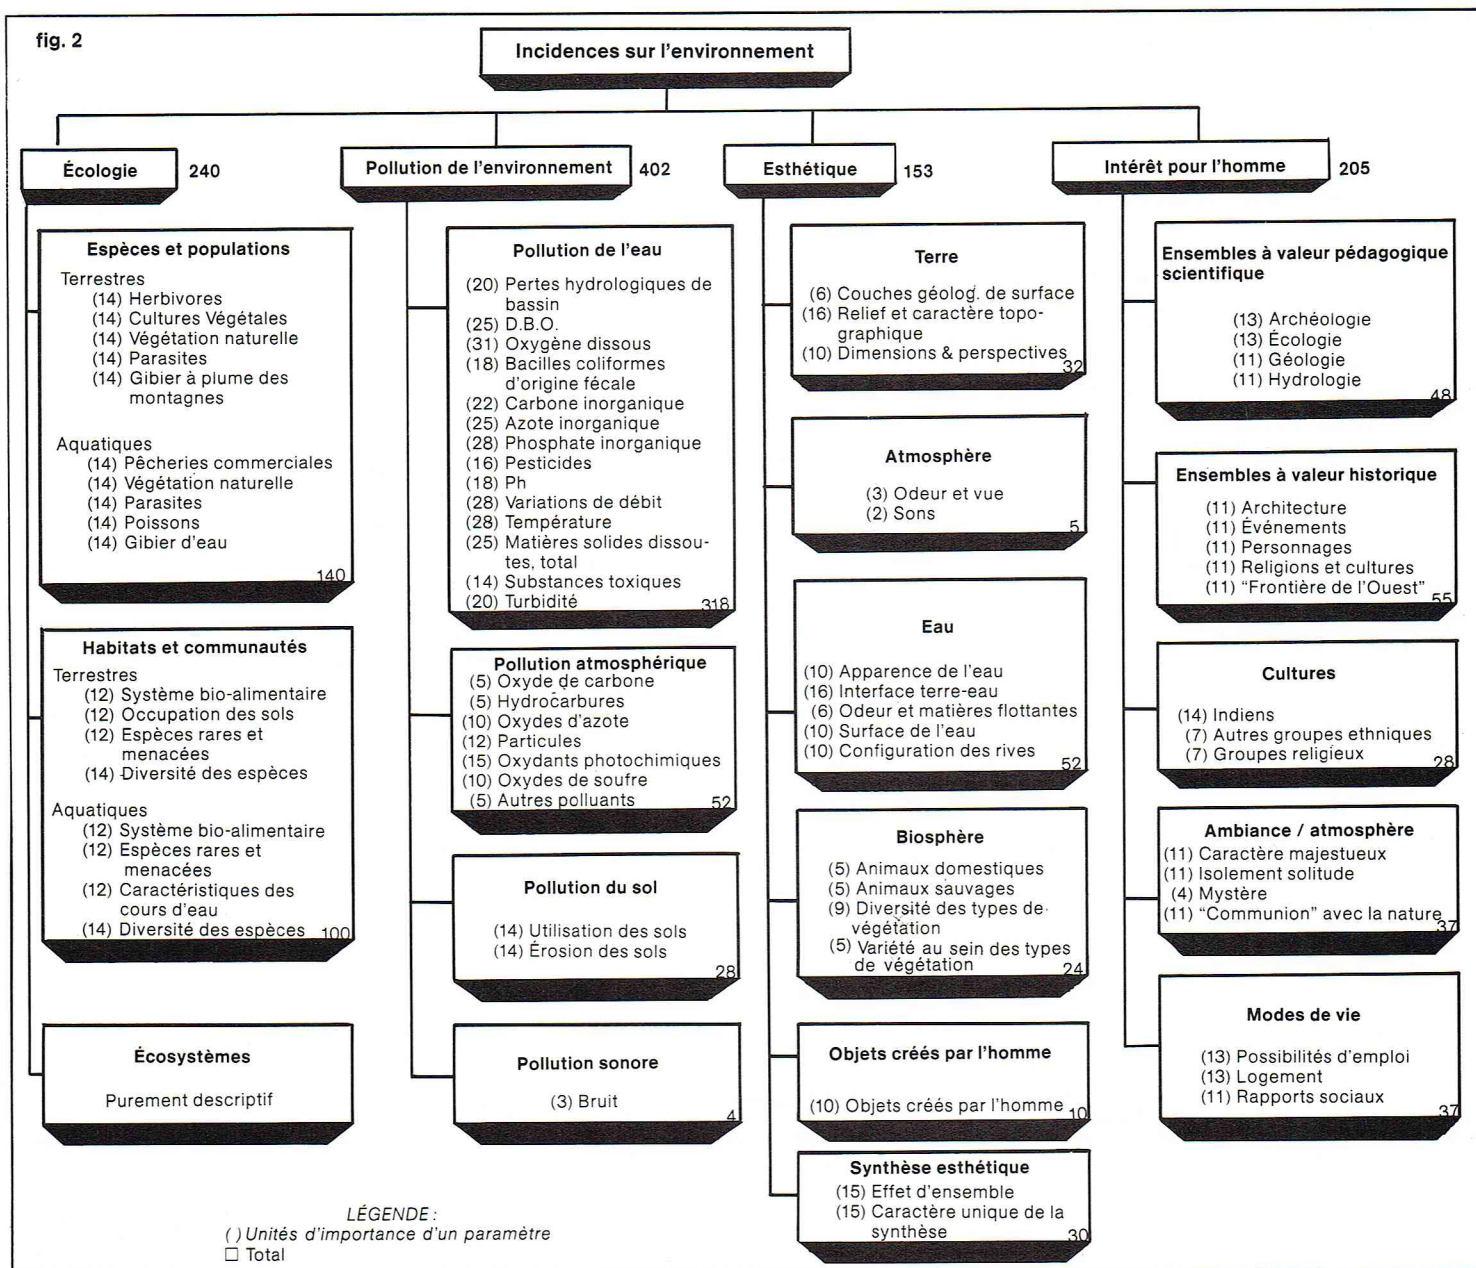 fig. 2
Incidences sur l'environnement
Écologie 240
Espèces et populations
Terrestres
(14) Herbivores
(14) Cultures Végétales
(14) Végétation naturelle
(14) Parasites
(14) Gibier à plume des
montagnes
Aquatiques
(14) Pêcheries commerciales
(14) Végétation naturelle
(14) Parasites
(14) Poissons
(14) Gibier d'eau
140
Habitats et communautés
Terrestres
(12) Système bio-alimentaire
(12) Occupation des sols
(12) Espèces rares et
menacées
(14) Diversité des espèces
Aquatiques
(12) Système bio-alimentaire
(12) Espèces rares et
menacées
(12) Caractéristiques des
cours d'eau
(14) Diversité des espèces 100
Écosystèmes
Purement descriptif
Pollution de l'environnement 402
Pollution de l'eau
(20) Pertes hydrologiques de
bassin
(25) D.B.O.
(31) Oxygène dissous
(18) Bacilles coliformes
d'origine fécale
(22) Carbone inorganique
(25) Azote inorganique
(28) Phosphate inorganique
(16) Pesticides
(18) Ph
(28) Variations de débit
(28) Température
(25) Matières solides dissou-
tes, total
(14) Substances toxiques
(20) Turbidité 318
Pollution atmosphérique
(5) Oxyde de carbone
(5) Hydrocarbures
(10) Oxydes d'azote
(12) Particules
(15) Oxydants photochimiques
(10) Oxydes de soufre
(5) Autres polluants 52
Pollution du sol
(14) Utilisation des sols
(14) Érosion des sols
28
Pollution sonore
(3) Bruit
4
Esthétique 153
Terre
(6) Couches géolog. de surface
(16) Relief et caractère topo-
graphique
(10) Dimensions & perspectives
32
Atmosphère
(3) Odeur et vue
(2) Sons
5
Eau
(10) Apparence de l'eau
(16) Interface terre-eau
(6) Odeur et matières flottantes
(10) Surface de l'eau
(10) Configuration des rives
52
Biosphère
(5) Animaux domestiques
(5) Animaux sauvages
(9) Diversité des types de
végétation
(5) Variété au sein des types
de végétation 24
Objets créés par l'homme
(10) Objets créés par l'homme
10
Synthèse esthétique
(15) Effet d'ensemble
(15) Caractère unique de la
synthèse 30
Intérêt pour l'homme 205
Ensembles à valeur pédagogique
scientifique
(13) Archéologie
(13) Écologie
(11) Géologie
(11) Hydrologie
48
Ensembles à valeur historique
(11) Architecture
(11) Événements
(11) Personnages
(11) Religions et cultures
(11) "Frontière de l'Ouest"
55
Cultures
(14) Indiens
(7) Autres groupes ethniques
(7) Groupes religieux 28
Ambiance / atmosphère
(11) Caractère majestueux
(11) Isolement solitude
(4) Mystère
(11) "Communion" avec la nature
37
Modes de vie
(13) Possibilités d'emploi
(13) Logement
(11) Rapports sociaux
37
LÉGENDE :
( ) Unités d'importance d'un paramètre
□ Total